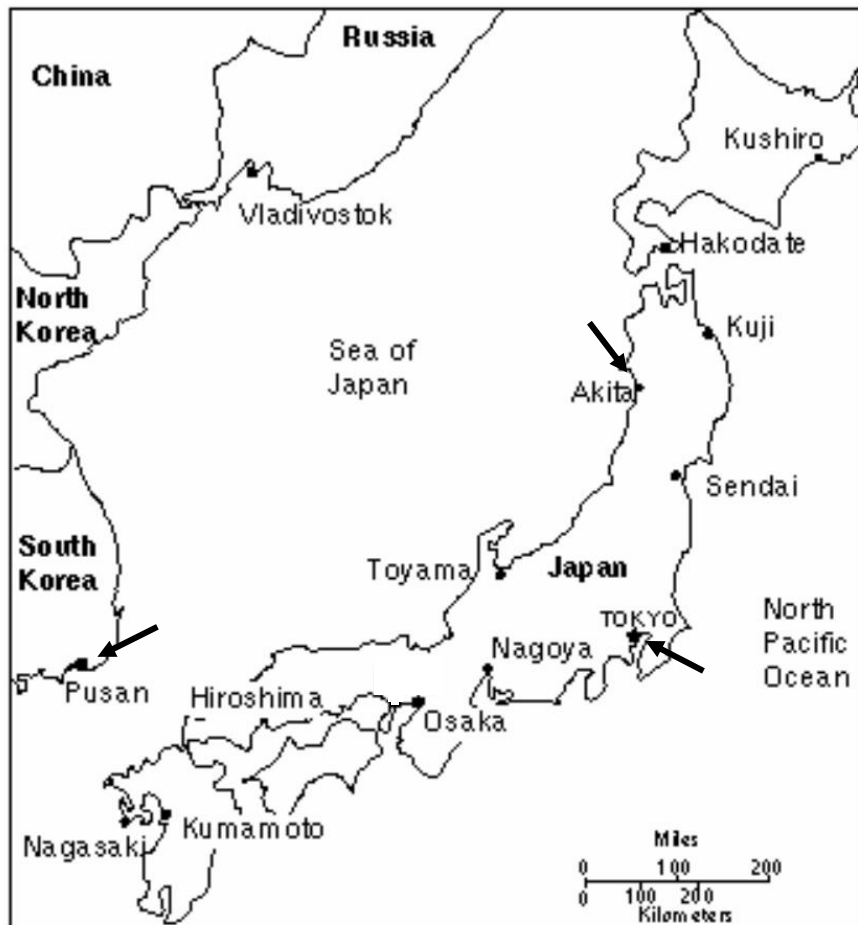 Russia
China
Kushiro
Vladivostok
Hakodate
North
Korea
Kuji
Sea of
Japan
Akita
Sendai
South
Korea
Toyama
Japan
TOKYO
North
Pacific
Ocean
Nagoya
Pusan
Hiroshima
Osaka
Kumamoto
Nagasaki
Miles
0 100 200
0 100 200
Kilometers